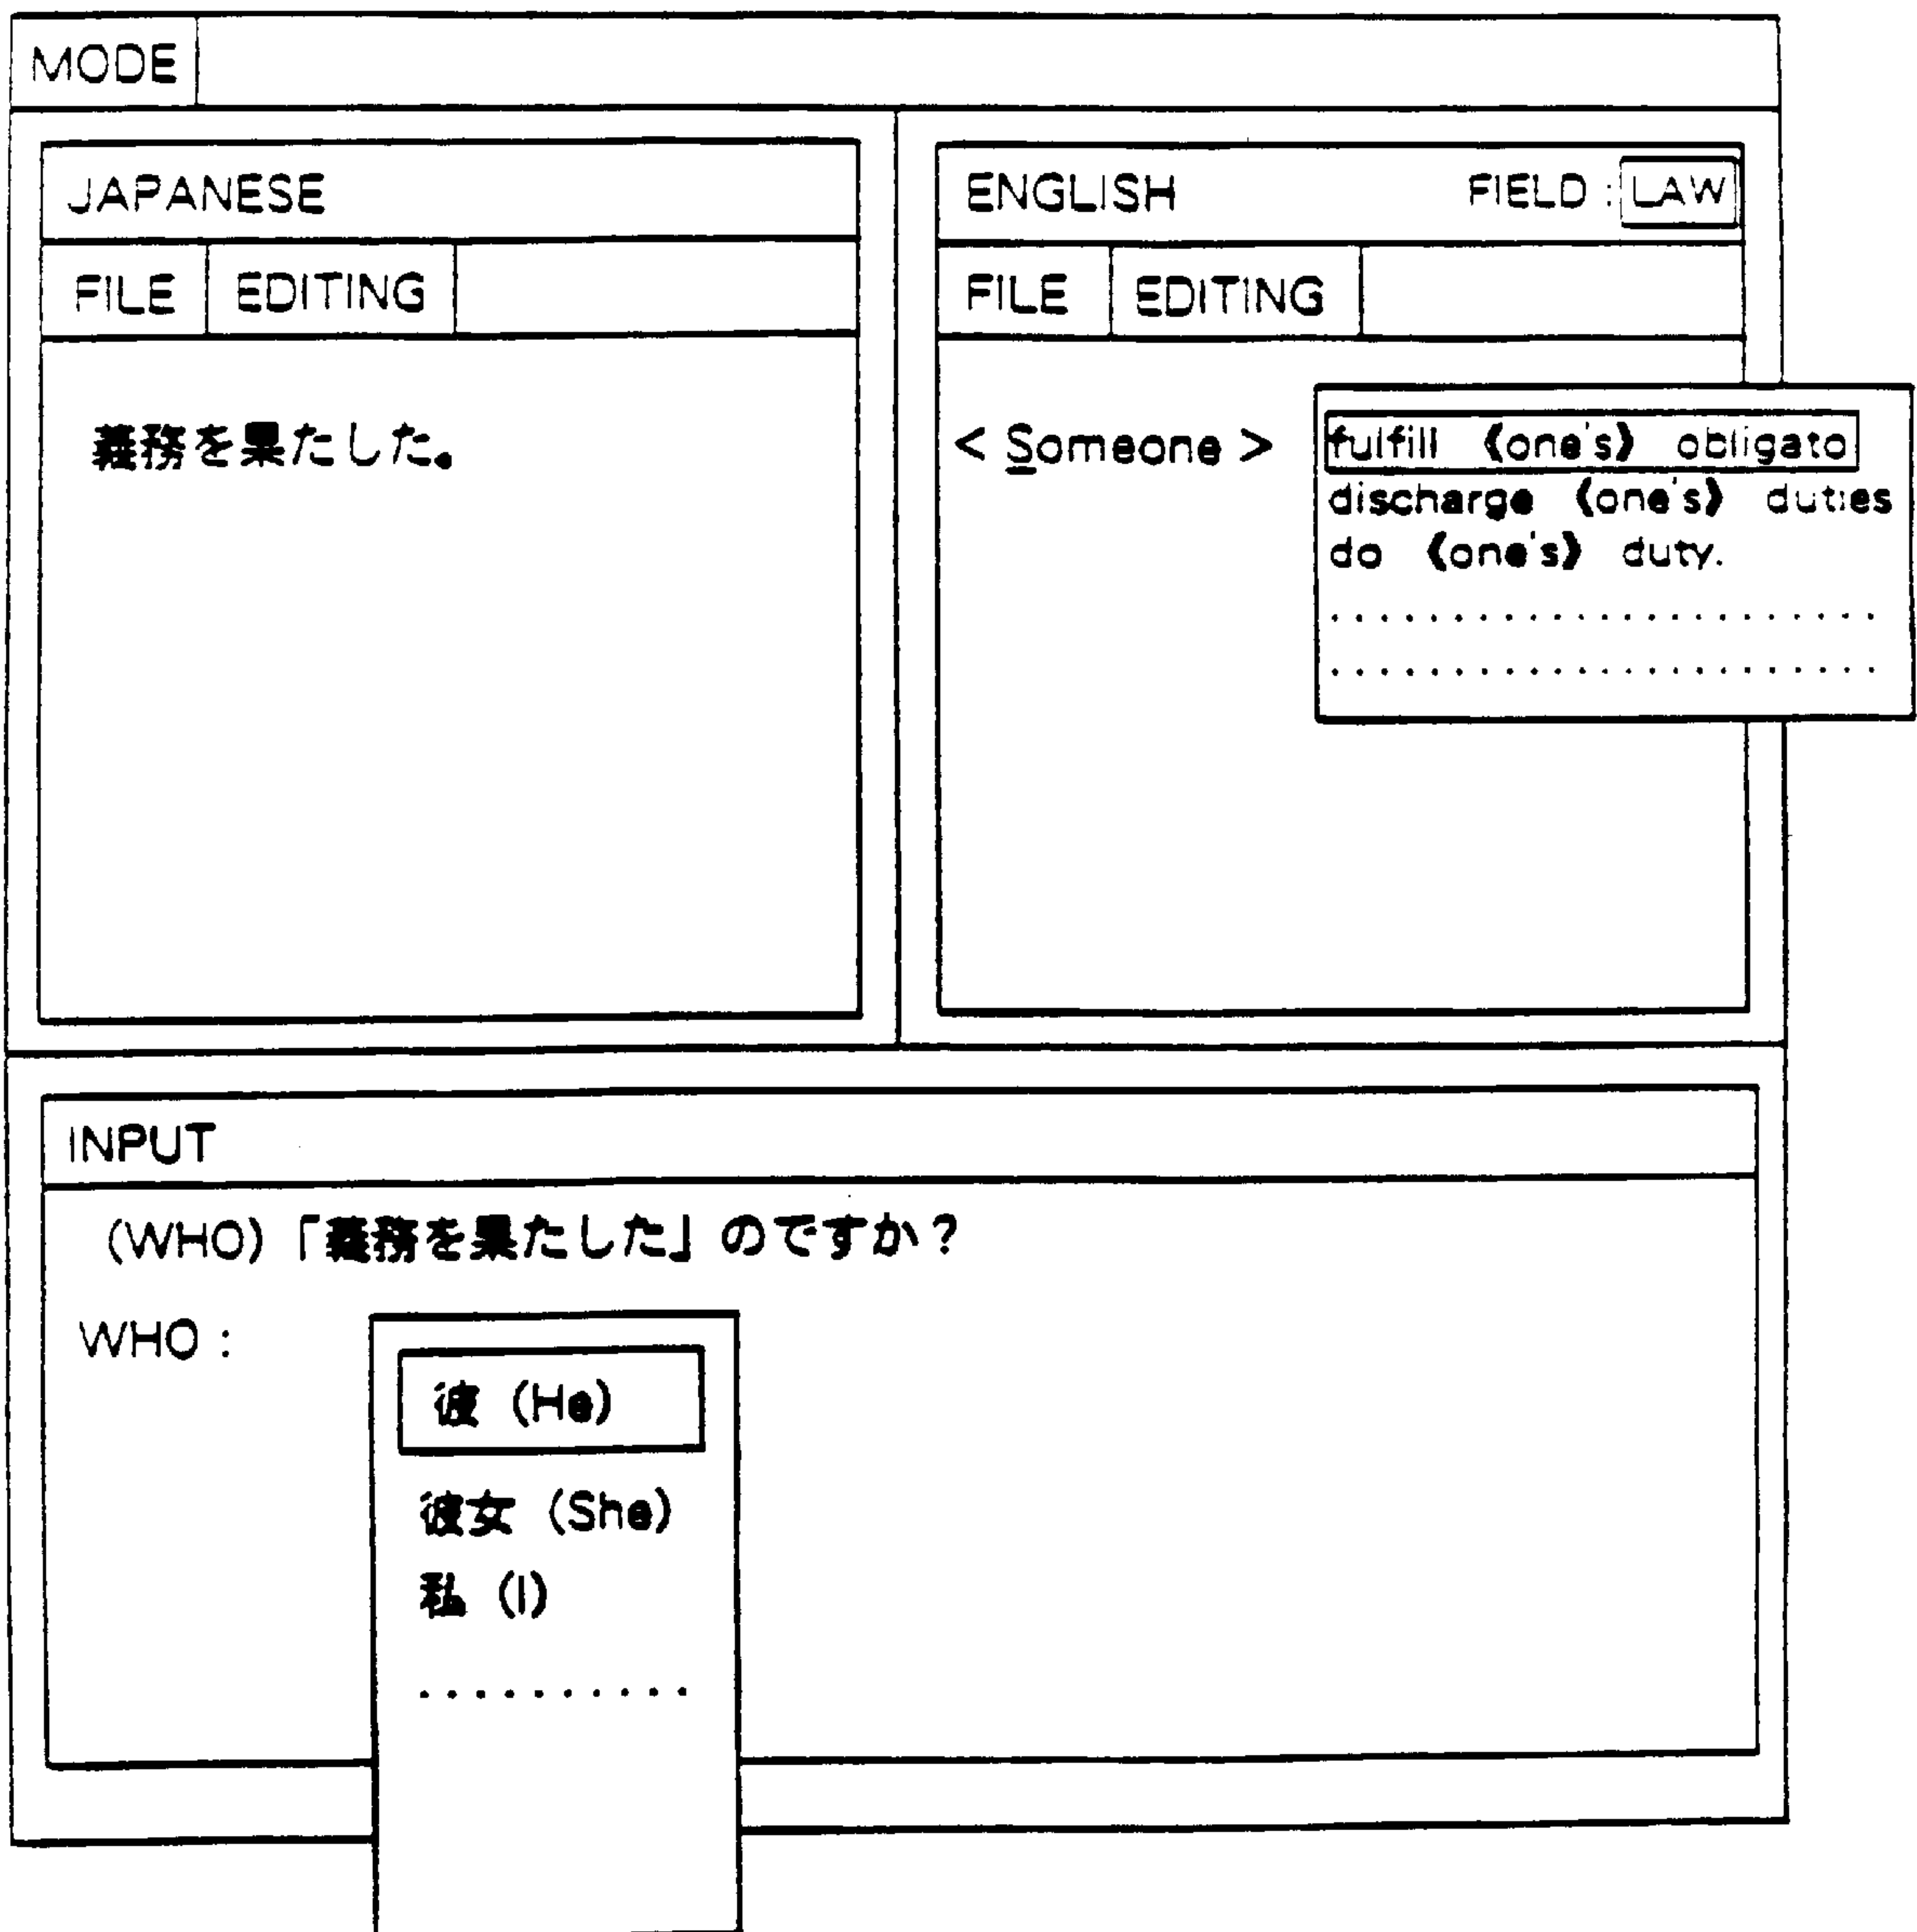 MODE
JAPANESE
FILE EDITING
義務を果たした。
ENGLISH FIELD : LAW
FILE EDITING
< Someone >
fulfill 《one's》 obligato
discharge 《one's》 duties
do 《one's》 duty.
......................
......................
INPUT
(WHO)「義務を果たした」のですか？
WHO :
彼 (He)
彼女 (She)
私 (I)
..........